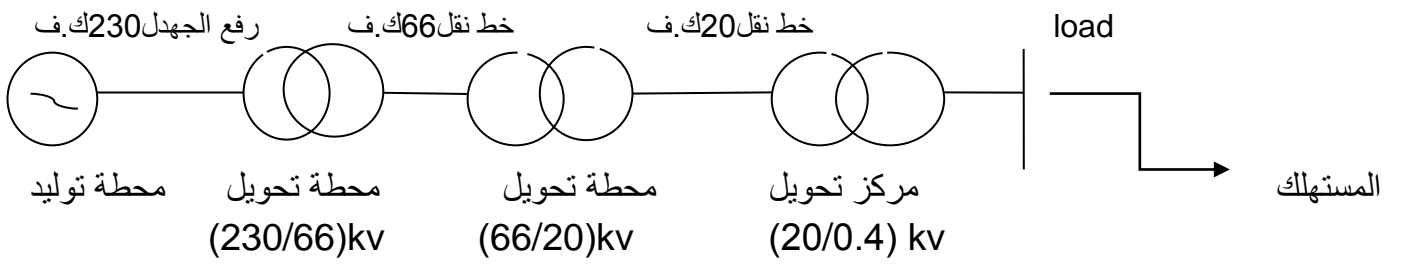 رفع الجهدل230ك.ف خط نقل66ك.ف خط نقل20ك.ف load
محطة توليد محطة تحويل محطة تحويل مركز تحويل المستهلك
(230/66)kv (66/20)kv (20/0.4) kv